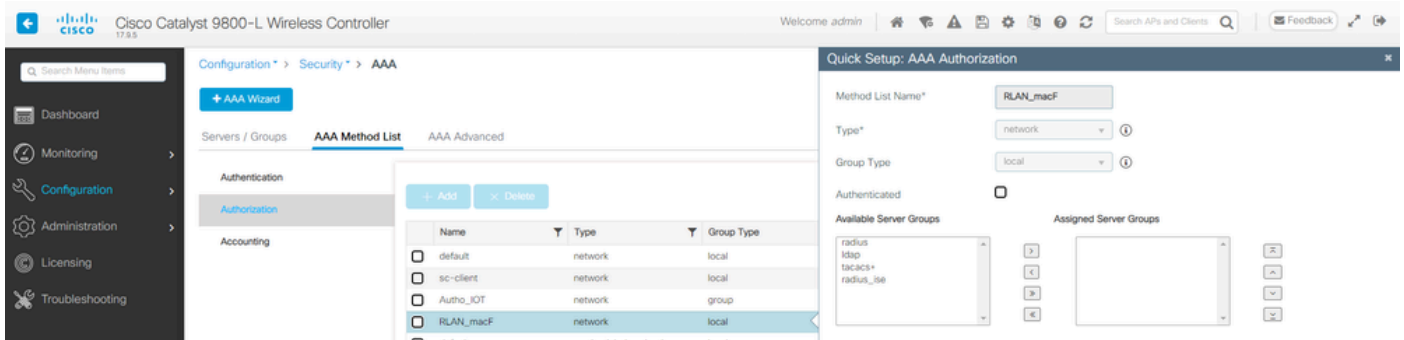 cisco
Cisco Catalyst 9800-L Wireless Controller
17.9.5
Welcome admin
Search APs and Clients
Feedback
Search Menu Items
Dashboard
Monitoring
Configuration
Administration
Licensing
Troubleshooting
Configuration > Security > AAA
+ AAA Wizard
Servers / Groups AAA Method List AAA Advanced
Authentication
Authorization
Accounting
+ Add × Delete
Name Type Group Type
default network local
sc-client network local
Autho_IOT network group
RLAN_macF network local
Quick Setup: AAA Authorization
Method List Name* RLAN_macF
Type* network
Group Type local
Authenticated
Available Server Groups Assigned Server Groups
radius
ldap
tacacs+
radius_ise